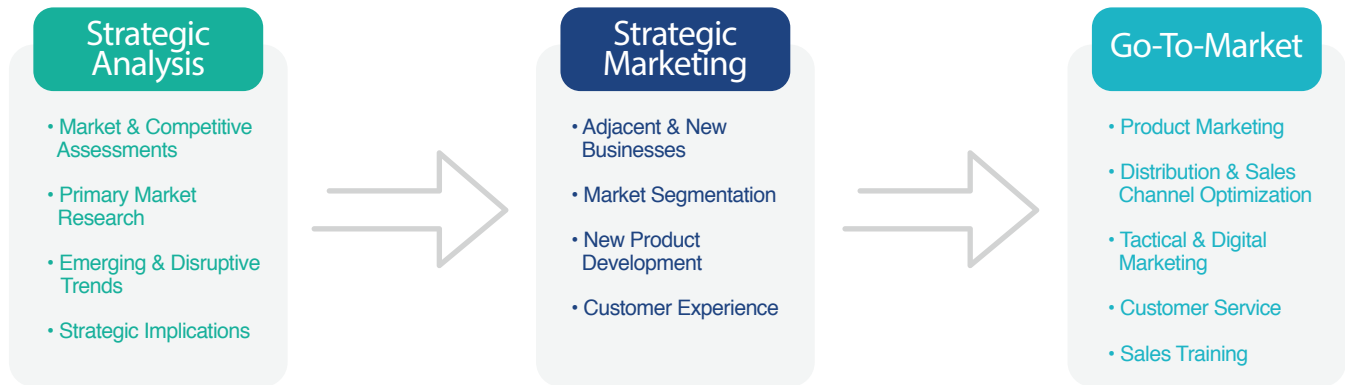 Strategic
Analysis
• Market & Competitive
Assessments
• Primary Market
Research
• Emerging & Disruptive
Trends
• Strategic Implications
Strategic
Marketing
• Adjacent & New
Businesses
• Market Segmentation
• New Product
Development
• Customer Experience
Go-To-Market
• Product Marketing
• Distribution & Sales
Channel Optimization
• Tactical & Digital
Marketing
• Customer Service
• Sales Training